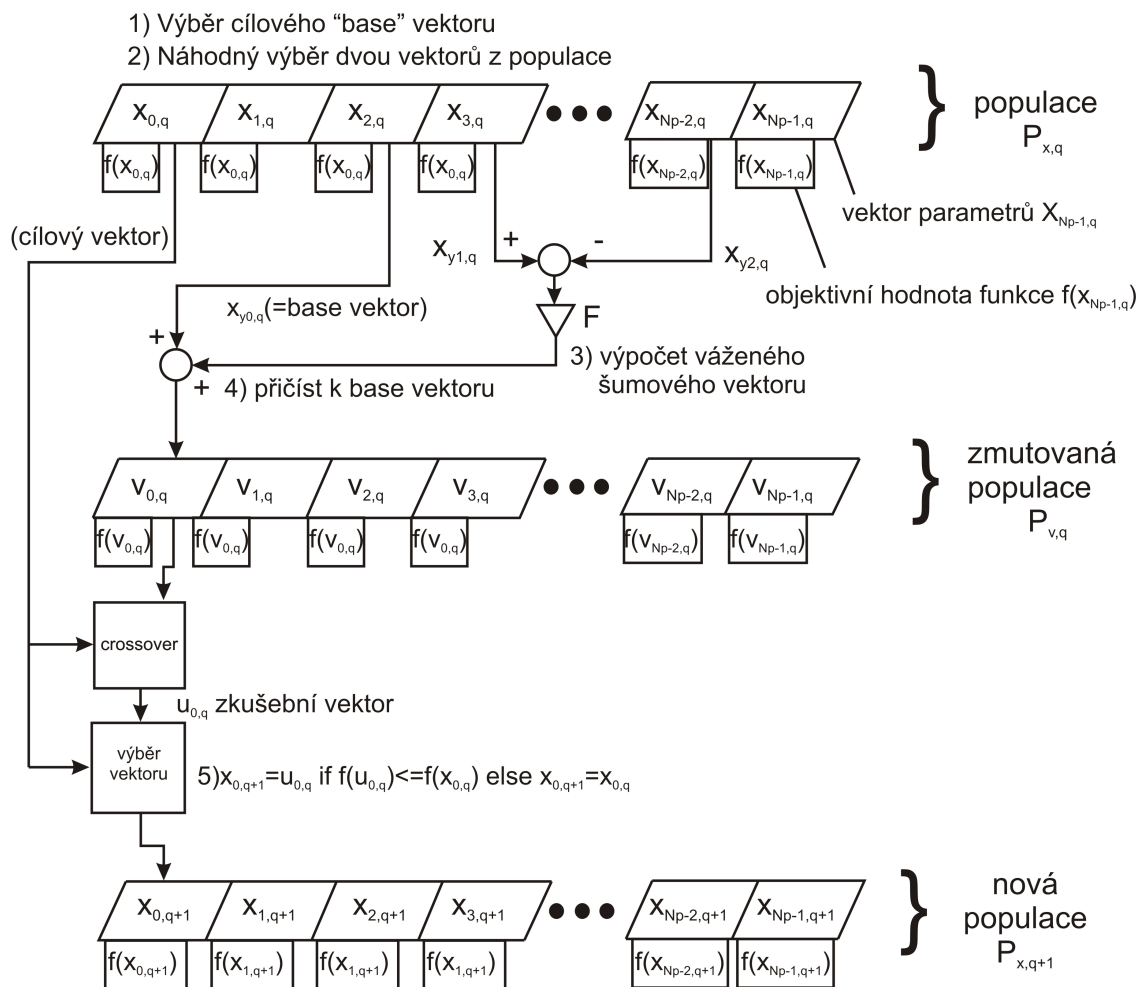 1) Výběr cílového “base” vektoru
2) Náhodný výběr dvou vektorů z populace
x0,q x1,q x2,q x3,q xNp-2,q xNp-1,q
f(x0,q) f(x0,q) f(x0,q) f(x0,q) f(xNp-2,q) f(xNp-1,q)
} populace
Px,q
vektor parametrů XNp-1,q
(cílový vektor)
xy1,q + - xy2,q
objektivní hodnota funkce f(xNp-1,q)
xy0,q(=base vektor)
F
+
3) výpočet váženého
šumového vektoru
+ 4) přičíst k base vektoru
v0,q v1,q v2,q v3,q vNp-2,q vNp-1,q
f(v0,q) f(v0,q) f(v0,q) f(v0,q) f(vNp-2,q) f(vNp-1,q)
} zmutovaná
populace
Pv,q
crossover
u0,q zkušební vektor
výběr
vektoru
5)x0,q+1=u0,q if f(u0,q)<=f(x0,q) else x0,q+1=x0,q
x0,q+1 x1,q+1 x2,q+1 x3,q+1 xNp-2,q+1 xNp-1,q+1
f(x0,q+1) f(x1,q+1) f(x1,q+1) f(x1,q+1) f(xNp-2,q+1) f(xNp-1,q+1)
} nová
populace
Px,q+1